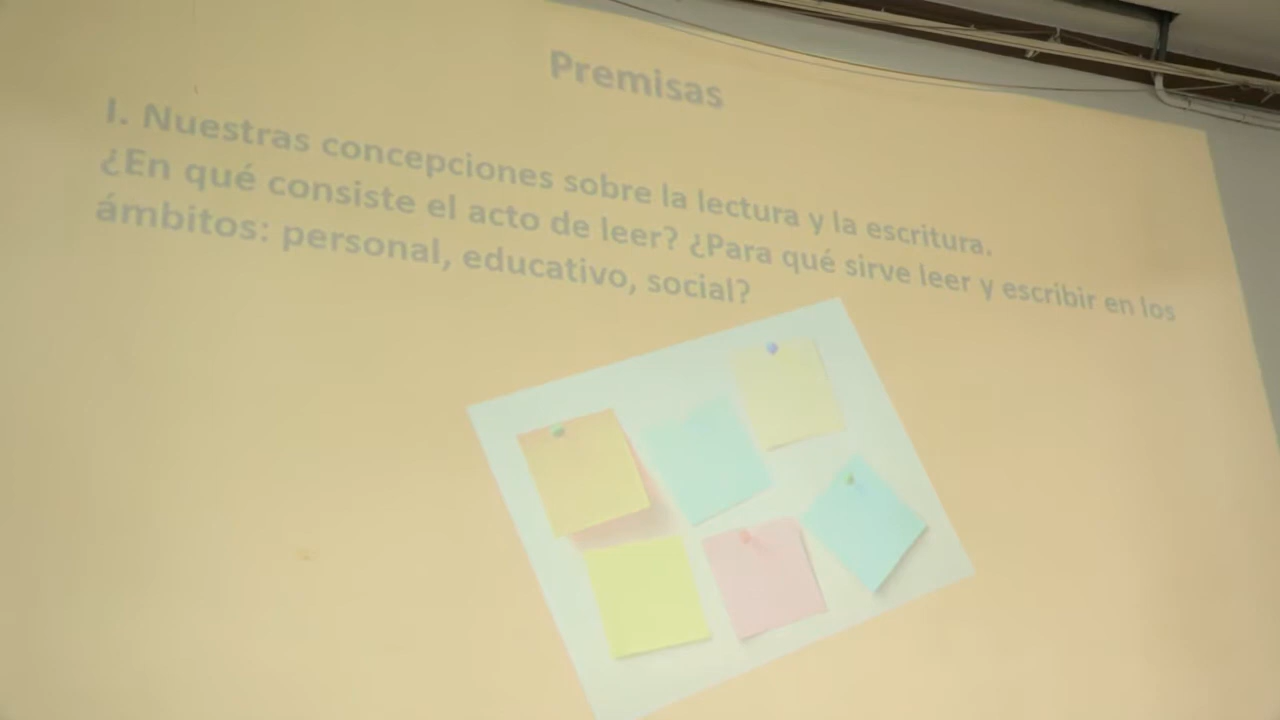 Premisas
I. Nuestras concepciones sobre la lectura y la escritura.
¿En qué consiste el acto de leer? ¿Para qué sirve leer y escribir en los
ámbitos: personal, educativo, social?